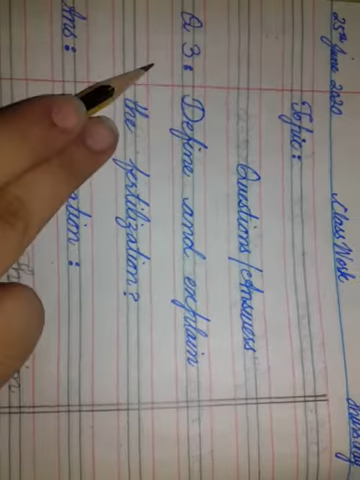 25th June 2020 Class Work
Topic:
Questions/Answers
Q 3: Define and explain
the fertilization?
Ans: